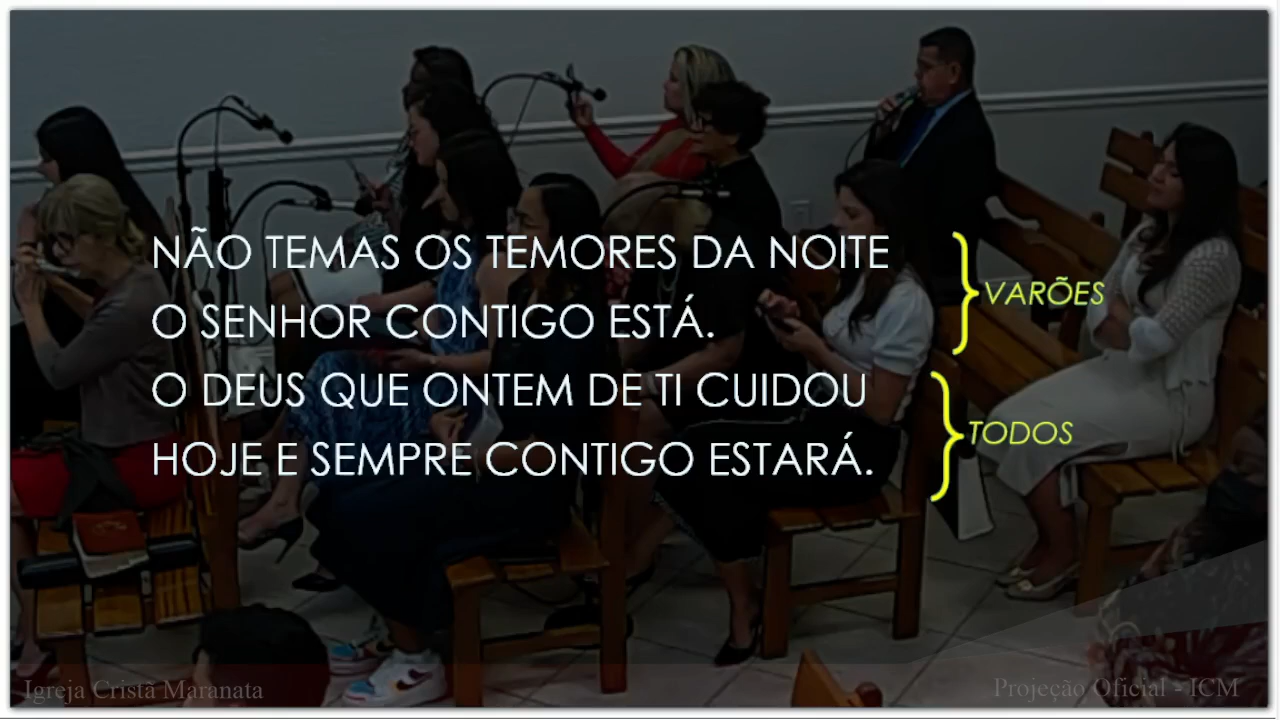 NÃO TEMAS OS TEMORES DA NOITE
O SENHOR CONTIGO ESTÁ.
VARÕES
O DEUS QUE ONTEM DE TI CUIDOU
HOJE E SEMPRE CONTIGO ESTARÁ.
TODOS
Igreja Cristã Maranata
Projeção Oficial - ICM